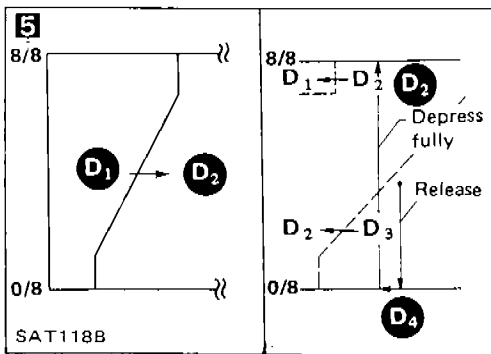 5
8/8
D1 → D2
0/8
SAT118B
8/8
D1 ← D2
D2
Depress
fully
Release
D2 ← D3
0/8
D4